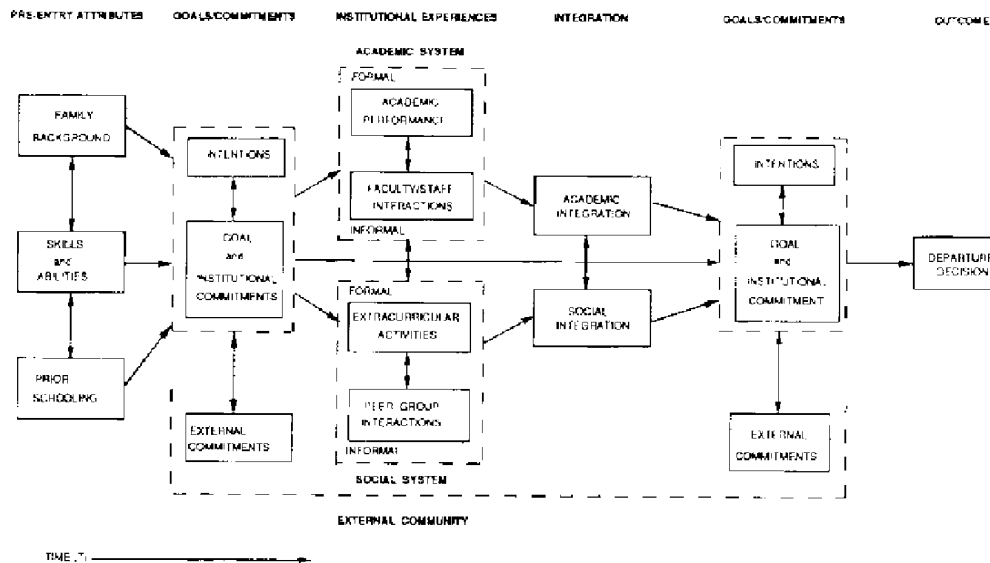 PRE-ENTRY ATTRIBUTES
GOALS/COMMITMENTS
INSTITUTIONAL EXPERIENCES
INTEGRATION
GOALS/COMMITMENTS
OUTCOME
ACADEMIC SYSTEM
FORMAL
FAMILY
BACKGROUND
ACADEMIC
PERFORMANCE
INTENTIONS
INTENTIONS
FACULTY/STAFF
INTERACTIONS
ACADEMIC
INTEGRATION
INFORMAL
SKILLS
and
ABILITIES
GOAL
and
INSTITUTIONAL
COMMITMENTS
GOAL
and
INSTITUTIONAL
COMMITMENT
DEPARTURE
DECISION
FORMAL
EXTRACURRICULAR
ACTIVITIES
SOCIAL
INTEGRATION
PRIOR
SCHOOLING
PEER-GROUP
INTERACTIONS
EXTERNAL
COMMITMENTS
EXTERNAL
COMMITMENTS
INFORMAL
SOCIAL SYSTEM
EXTERNAL COMMUNITY
TIME (T)